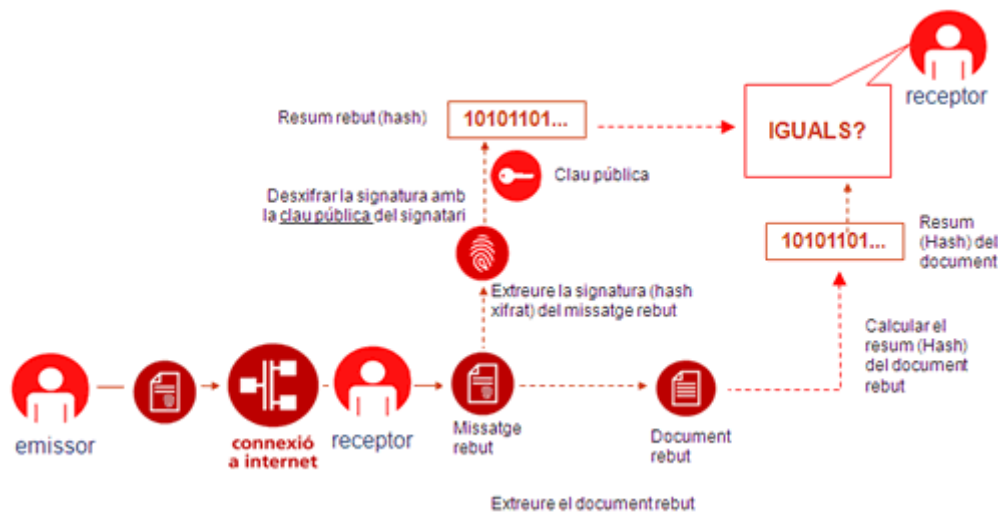 receptor
Resum rebut (hash)
10101101...
IGUALS?
Clau pública
Desxifrar la signatura amb
la clau pública del signatari
10101101...
Resum
(Hash) del
document
Extreure la signatura (hash
xifrat) del missatge rebut
Calcular el
resum (Hash)
del document
rebut
emissor
connexió
a internet
receptor
Missatge
rebut
Document
rebut
Extreure el document rebut